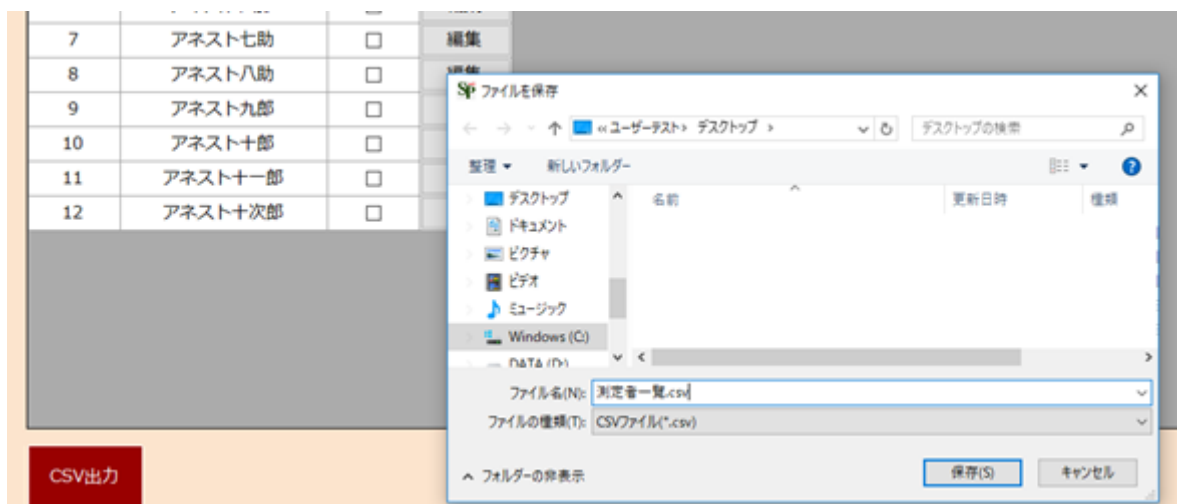 7 アネスト七助 編集
8 アネスト八助 編集
9 アネスト九郎
10 アネスト十郎
11 アネスト十一郎
12 アネスト十次郎
CSV出力
ファイルを保存
« ユーザーテスト › デスクトップ ›
デスクトップの検索
整理 新しいフォルダー
デスクトップ
ドキュメント
ピクチャ
ビデオ
ミュージック
Windows (C:)
DATA (D:)
名前 更新日時 種類
ファイル名(N): 測定者一覧.csv
ファイルの種類(T): CSVファイル(*.csv)
フォルダーの非表示
保存(S) キャンセル